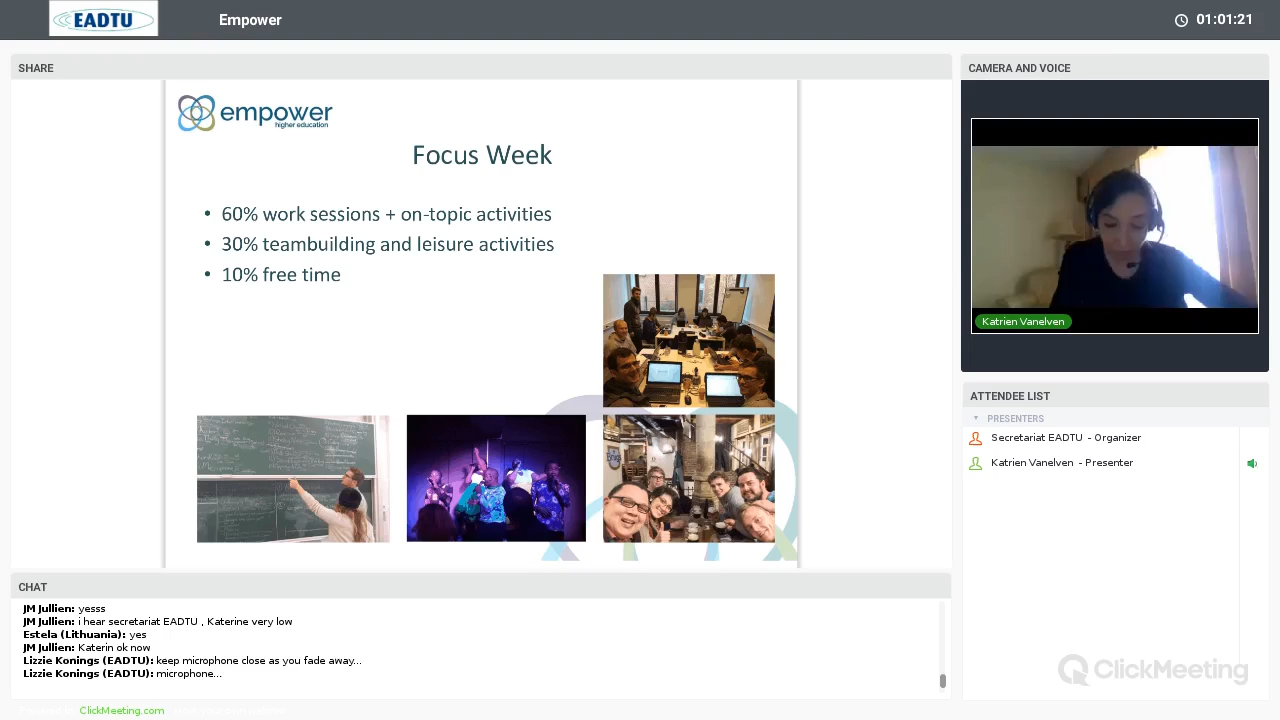 EADTU
Empower
01:01:21
SHARE
empower
higher education
Focus Week
• 60% work sessions + on-topic activities
• 30% teambuilding and leisure activities
• 10% free time
CAMERA AND VOICE
Katrien Vanelven
ATTENDEE LIST
PRESENTERS
Secretariat EADTU - Organizer
Katrien Vanelven - Presenter
CHAT
JM Jullien: yesss
JM Jullien: i hear secretariat EADTU , Katerine very low
Estela (Lithuania): yes
JM Jullien: Katerin ok now
Lizzie Konings (EADTU): keep microphone close as you fade away...
Lizzie Konings (EADTU): microphone...
ClickMeeting
ClickMeeting.com